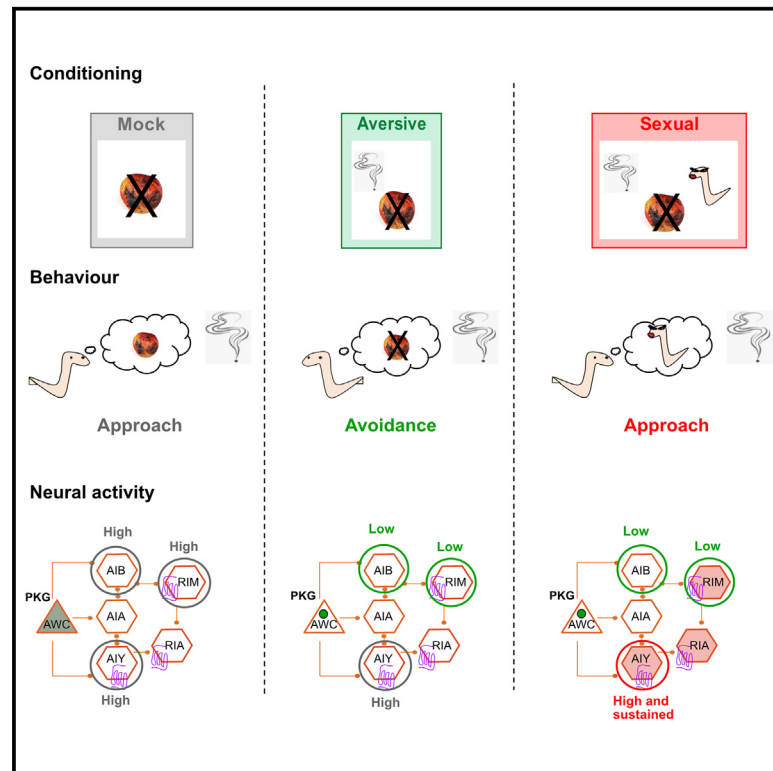 Conditioning
Mock
Aversive
Sexual
X
X
X
Behaviour
X
Approach
Avoidance
Approach
Neural activity
High
High
PKG
AWC
AIB
RIM
AIA
RIA
AIY
High
Low
Low
PKG
AWC
AIB
RIM
AIA
RIA
AIY
High
Low
Low
PKG
AWC
AIB
RIM
AIA
RIA
AIY
High and
sustained